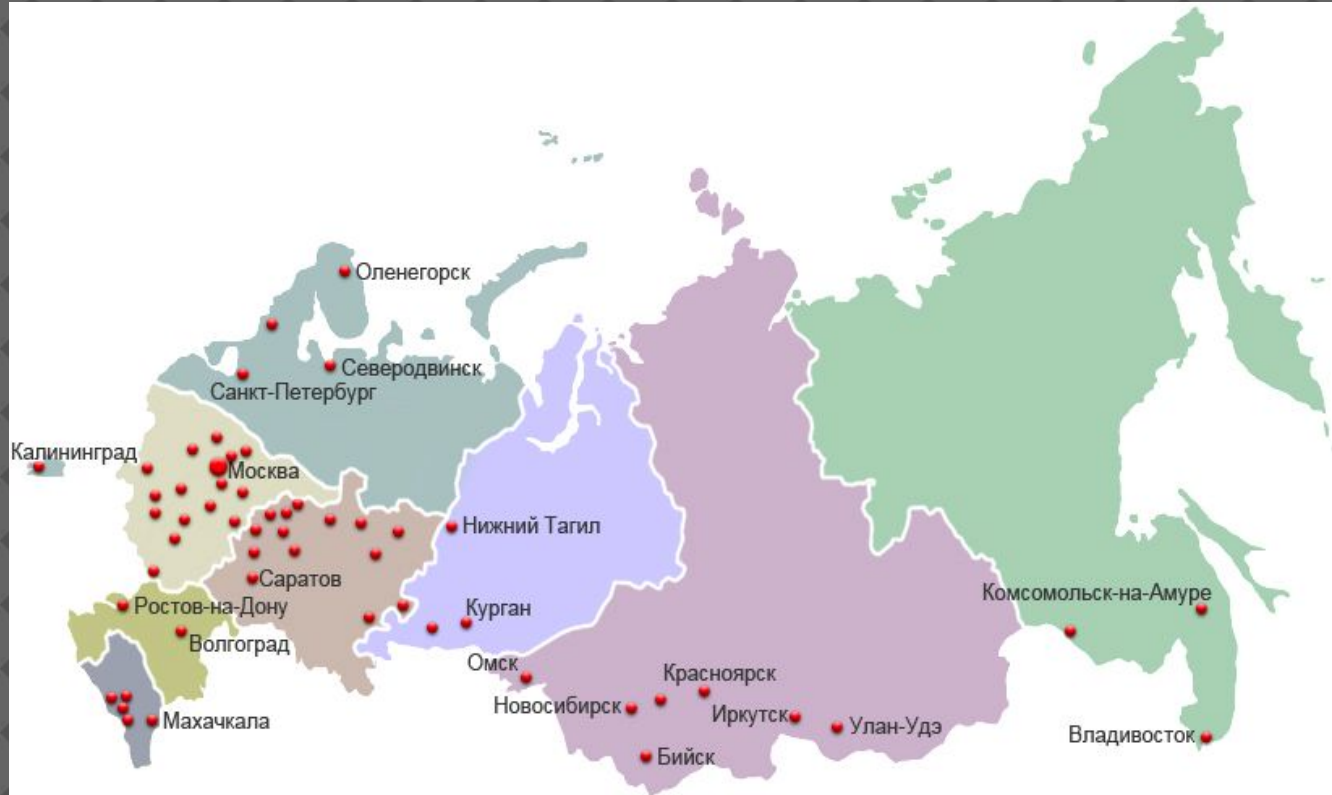 Оленегорск
Северодвинск
Санкт-Петербург
Калининград
Москва
Нижний Тагил
Саратов
Комсомольск-на-Амуре
Ростов-на-Дону
Курган
Волгоград
Омск
Красноярск
Новосибирск
Иркутск
Махачкала
Улан-Удэ
Владивосток
Бийск